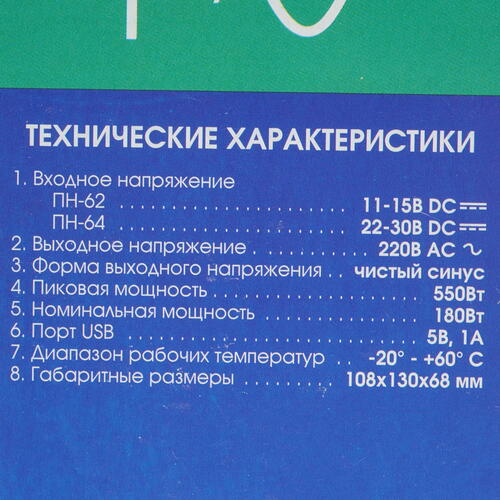 ТЕХНИЧЕСКИЕ ХАРАКТЕРИСТИКИ
1. Входное напряжение
ПН-62 . . . . . . . . . . . . . . . . . . . . . 11-15В DC
ПН-64 . . . . . . . . . . . . . . . . . . . . . 22-30В DC
2. Выходное напряжение . . . . . . . . . . . 220В AC ~
3. Форма выходного напряжения . . чистый синус
4. Пиковая мощность . . . . . . . . . . . . . . . . . . 550Вт
5. Номинальная мощность . . . . . . . . . . . . . 180Вт
6. Порт USB . . . . . . . . . . . . . . . . . . . . . . . . . 5В, 1А
7. Диапазон рабочих температур . . . -20° - +60° С
8. Габаритные размеры . . . . . . . . . 108х130х68 мм